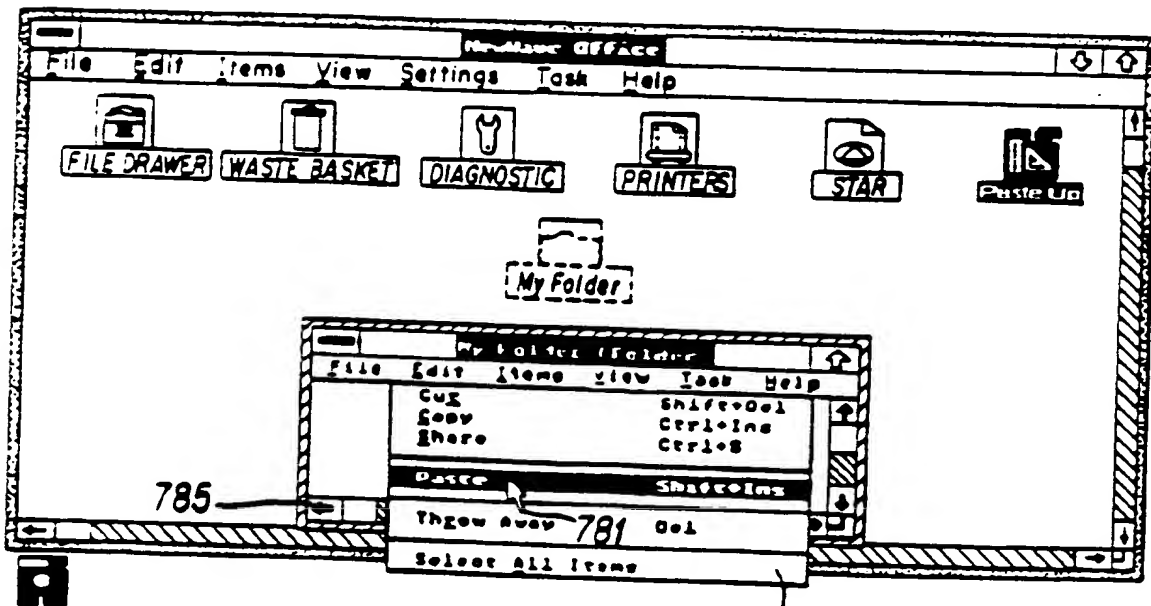 NewWave Office
File Edit Items View Settings Task Help
FILE DRAWER WASTE BASKET DIAGNOSTIC PRINTERS STAR Paste Up
My Folder
My Folder (Folder
File Edit Items View Task Help
Cut Shift+Del
Copy Ctrl+Ins
Share Ctrl+S
Paste Shift+Ins
785
Throw Away 781 Del
Select All Items